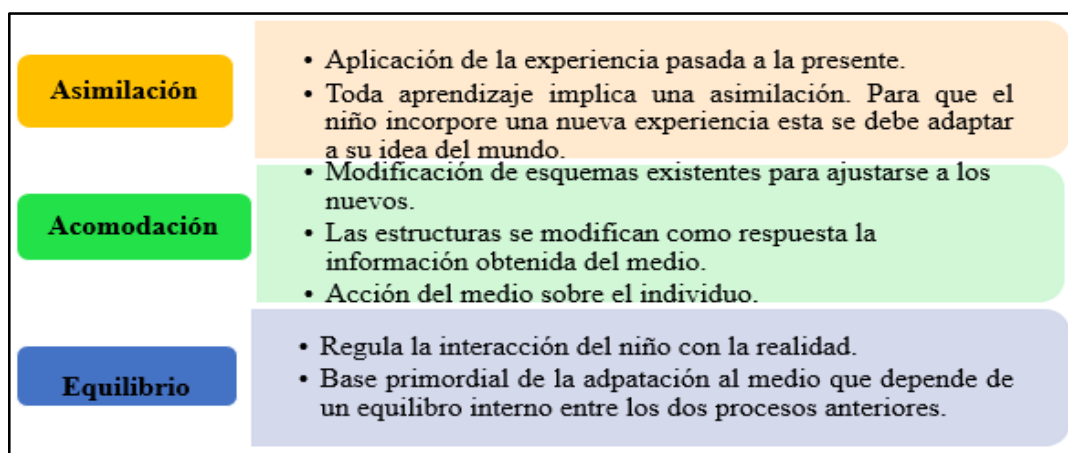 Asimilación
• Aplicación de la experiencia pasada a la presente.
• Toda aprendizaje implica una asimilación. Para que el
niño incorpore una nueva experiencia esta se debe adaptar
a su idea del mundo.
Acomodación
• Modificación de esquemas existentes para ajustarse a los
nuevos.
• Las estructuras se modifican como respuesta la
información obtenida del medio.
• Acción del medio sobre el individuo.
Equilibrio
• Regula la interacción del niño con la realidad.
• Base primordial de la adpatación al medio que depende de
un equilibro interno entre los dos procesos anteriores.